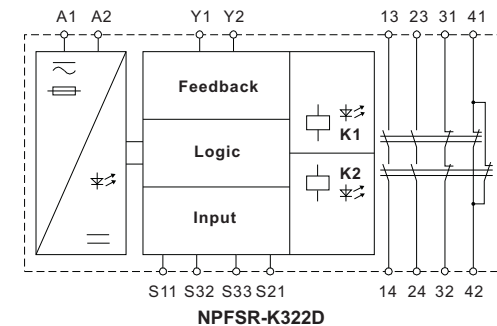 A1 A2 Y1 Y2 13 23 31 41
Feedback
K1
Logic
K2
Input
S11 S32 S33 S21 14 24 32 42
NPFSR-K322D